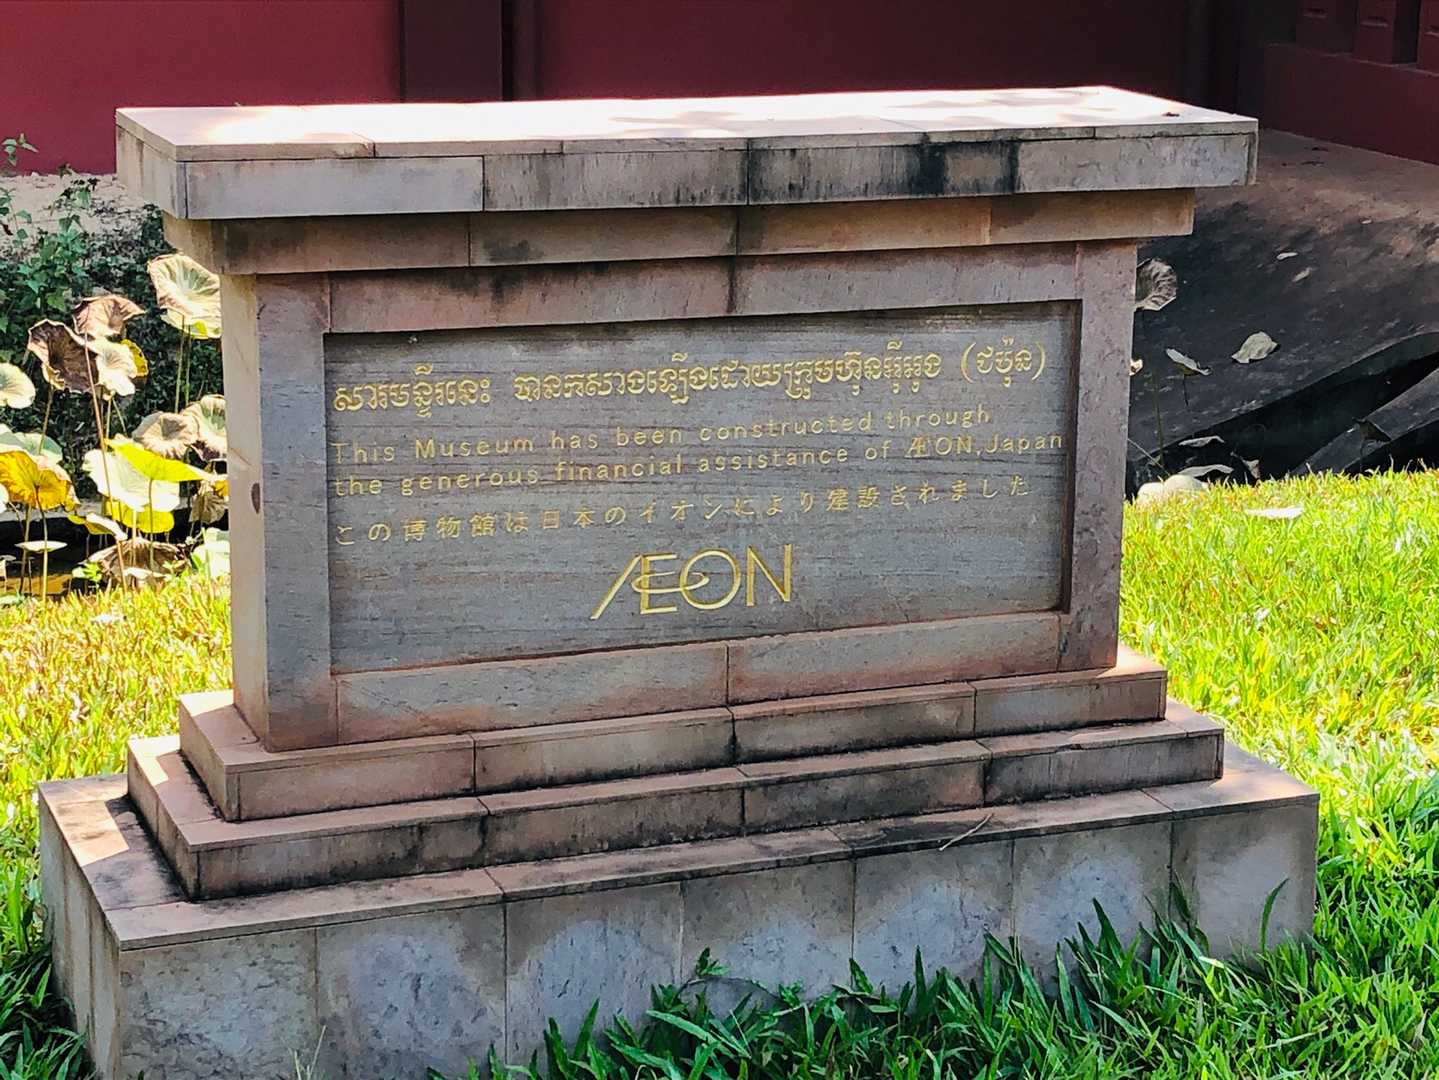 សារមន្ទីរនេះ បានកសាងឡើងដោយក្រុមហ៊ុនអ៊ីអុង (ជប៉ុន)
This Museum has been constructed through
the generous financial assistance of ÆON, Japan
この博物館は日本のイオンにより建設されました
ÆON